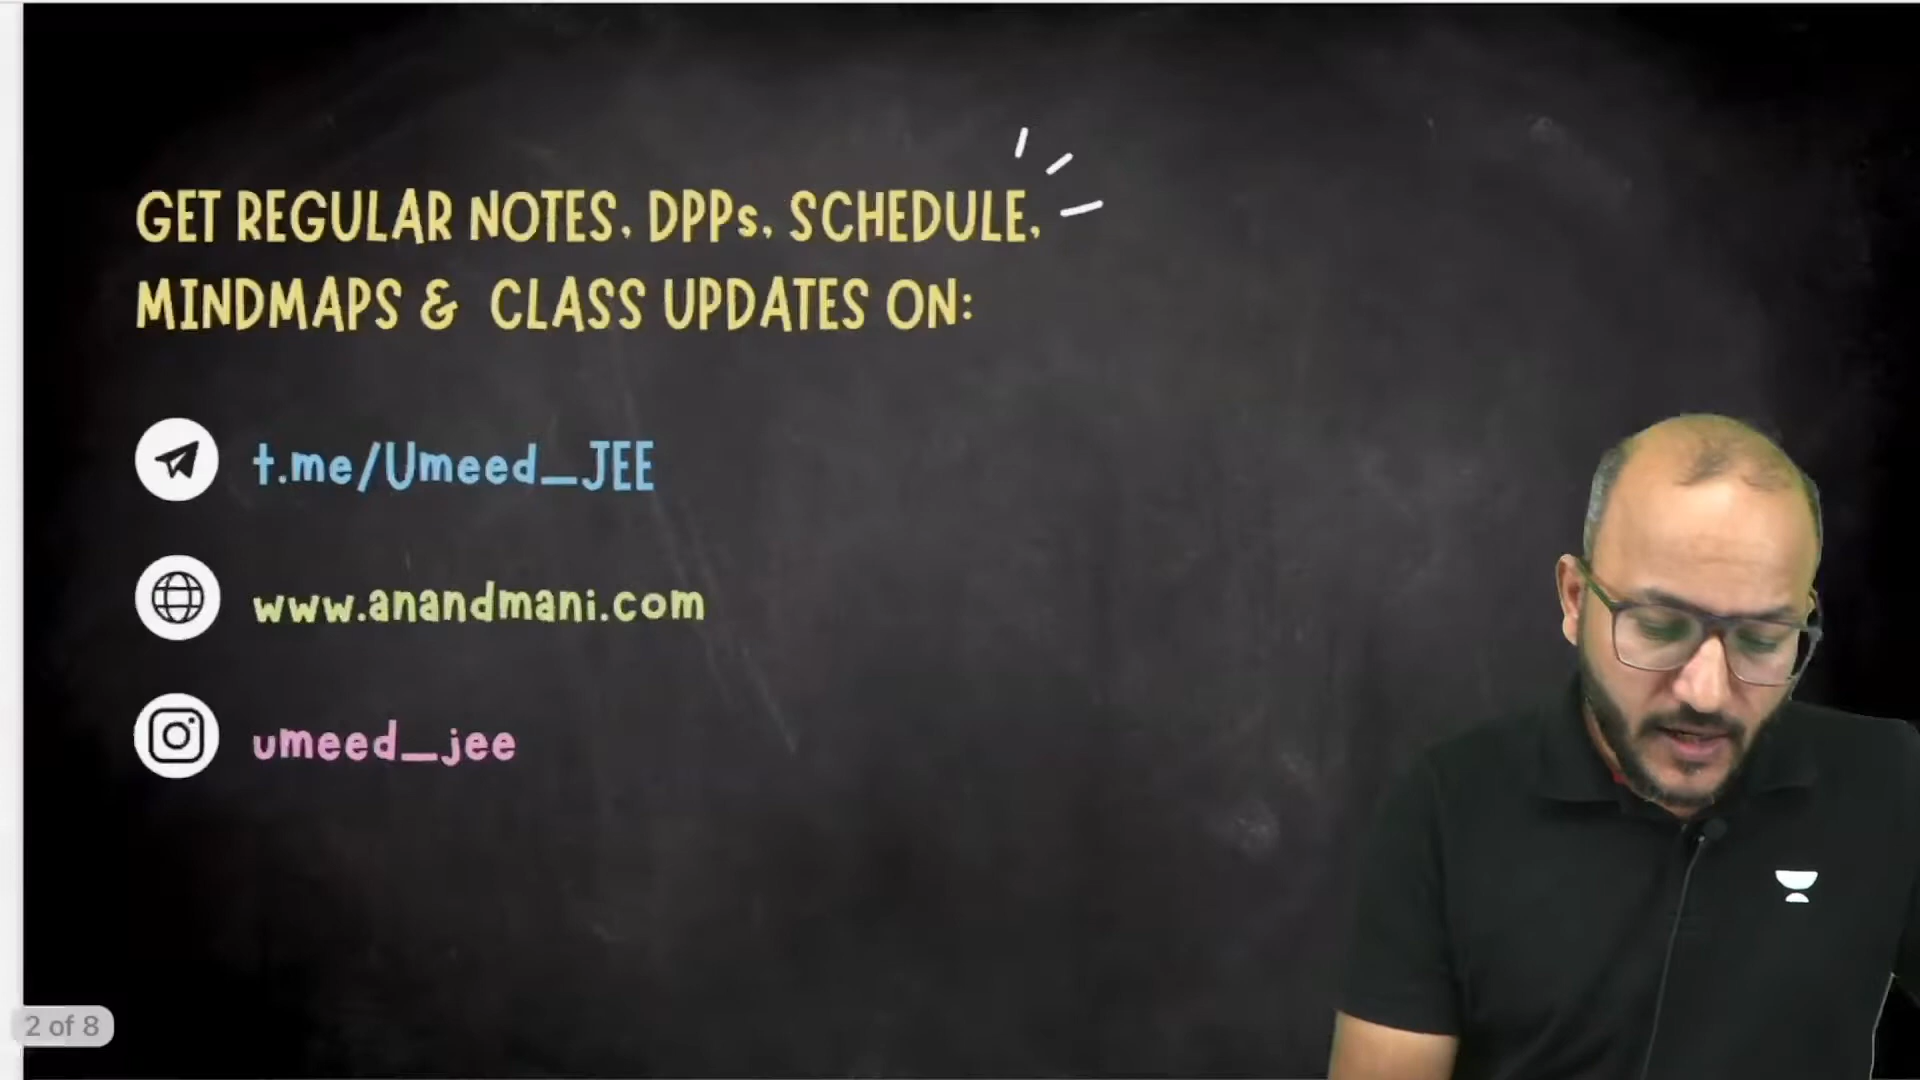 GET REGULAR NOTES, DPPs, SCHEDULE,
MINDMAPS & CLASS UPDATES ON:
t.me/Umeed_JEE
www.anandmani.com
umeed_jee
2 of 8